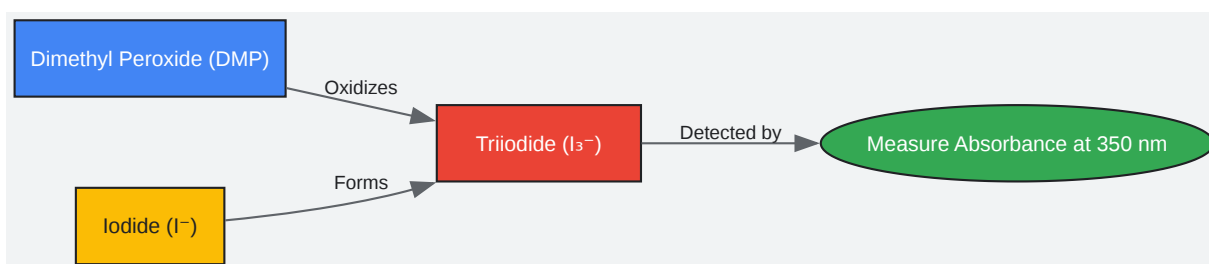 Dimethyl Peroxide (DMP)
Oxidizes
Triiodide (I₃⁻)
Detected by
Measure Absorbance at 350 nm
Forms
Iodide (I⁻)